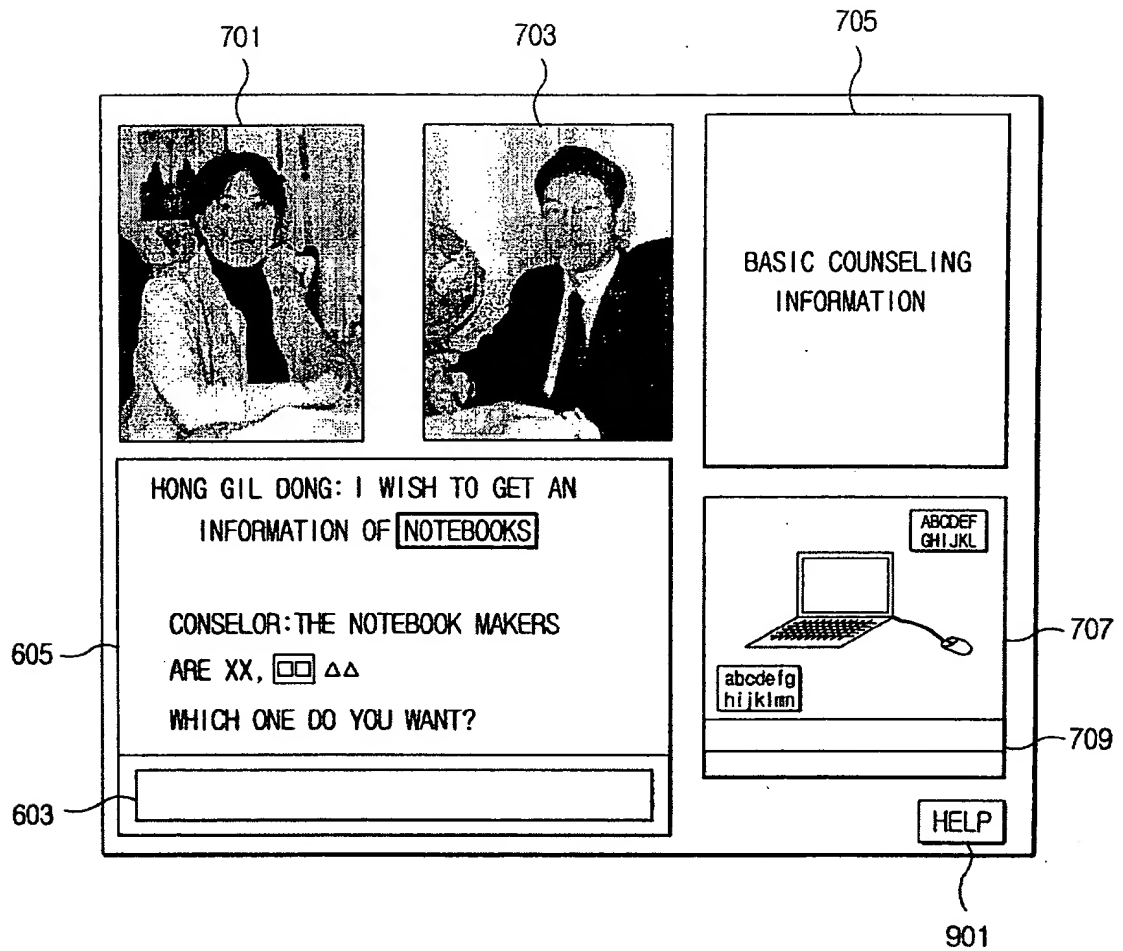 701
703
705
BASIC COUNSELING
INFORMATION
HONG GIL DONG: I WISH TO GET AN
INFORMATION OF NOTEBOOKS
CONSELOR:THE NOTEBOOK MAKERS
ARE XX, □□ △△
WHICH ONE DO YOU WANT?
605
603
ABCDEF
GHIJKL
abcdefg
hijklmn
707
709
HELP
901